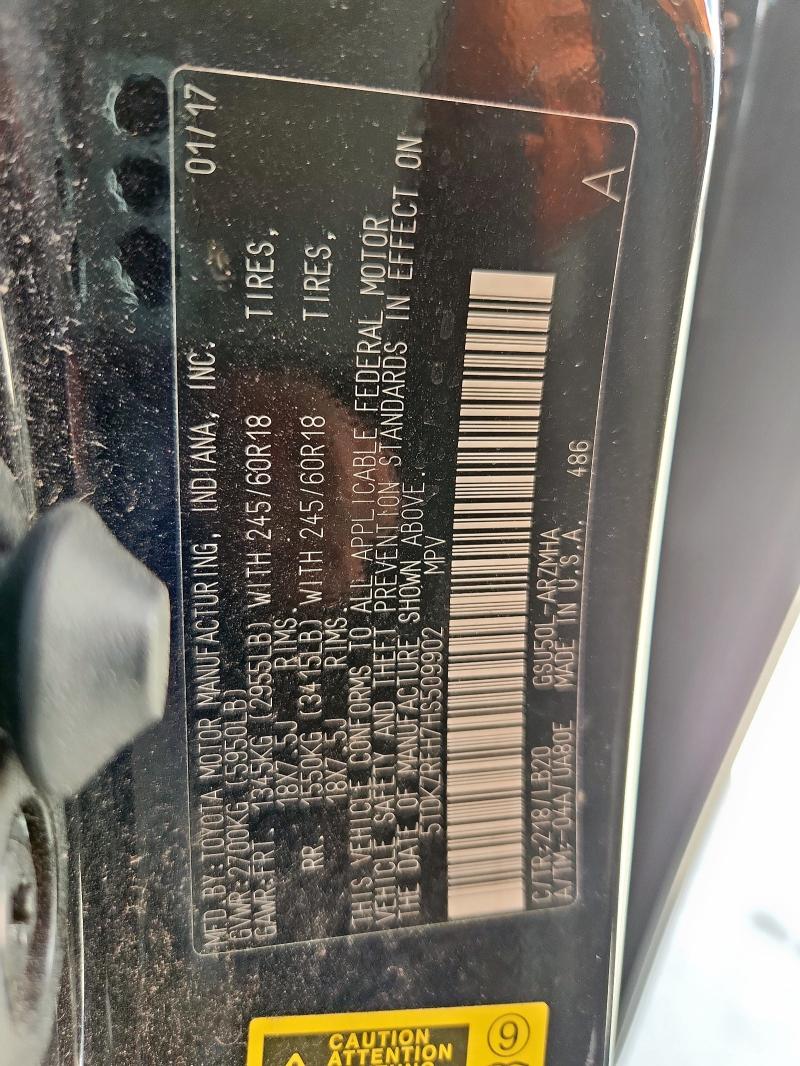 MFD.BY:TOYOTA MOTOR MANUFACTURING, INDIANA, INC. 01/17
GVWR:2700KG(5950LB)
GAWR:FRT. 1345KG(2955LB) WITH 245/60R18 TIRES,
18X7.5J RIMS.
RR. 1550KG(3415LB) WITH 245/60R18 TIRES,
18X7.5J RIMS.
THIS VEHICLE CONFORMS TO ALL APPLICABLE FEDERAL MOTOR
VEHICLE SAFETY AND THEFT PREVENTION STANDARDS IN EFFECT ON
THE DATE OF MANUFACTURE SHOWN ABOVE.
5TDKZRFH7HS509902 MPV
C/TR:218/LB20 GSU50L-ARZMHA
A/TM:-04A/UA80E MADE IN U.S.A. 486
A
CAUTION
ATTENTION
9